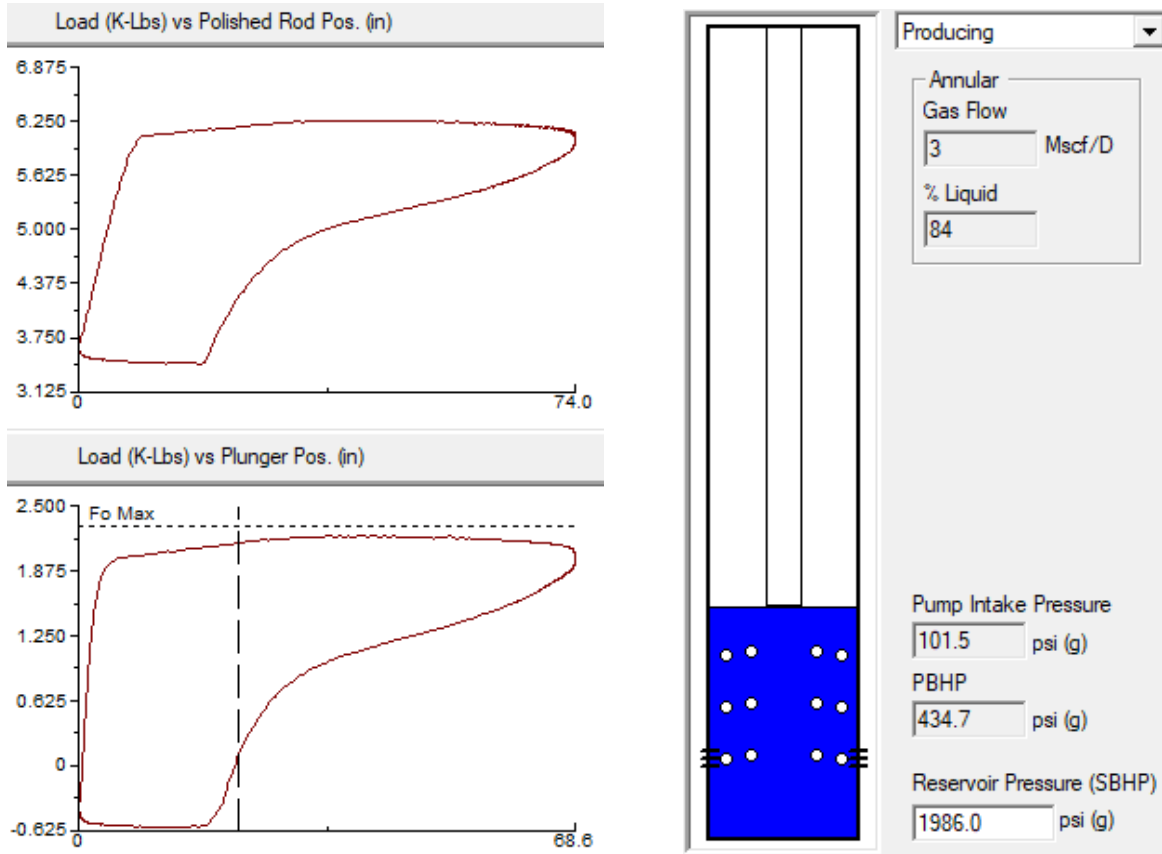 Load (K-Lbs) vs Polished Rod Pos. (in)
6.875
6.250
5.625
5.000
4.375
3.750
3.125
0
74.0
Load (K-Lbs) vs Plunger Pos. (in)
2.500
Fo Max
1.875
1.250
0.625
0
-0.625
0
68.6
Producing
Annular
Gas Flow
3 Mscf/D
% Liquid
84
Pump Intake Pressure
101.5 psi (g)
PBHP
434.7 psi (g)
Reservoir Pressure (SBHP)
1986.0 psi (g)